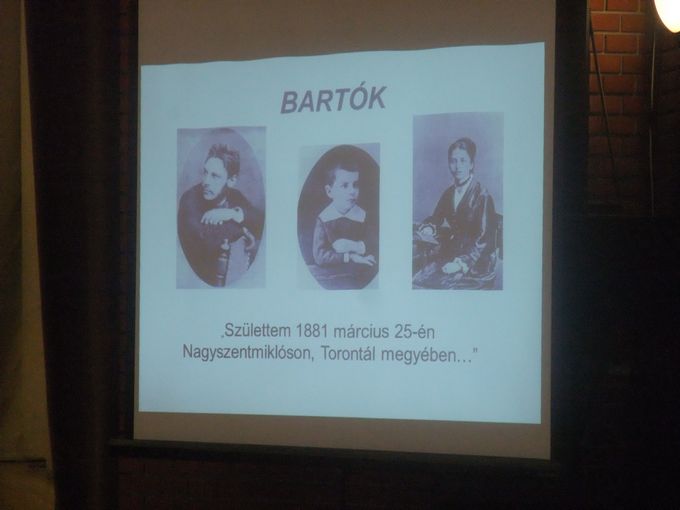 BARTÓK
„Születtem 1881 március 25-én
Nagyszentmiklóson, Torontál megyében…”